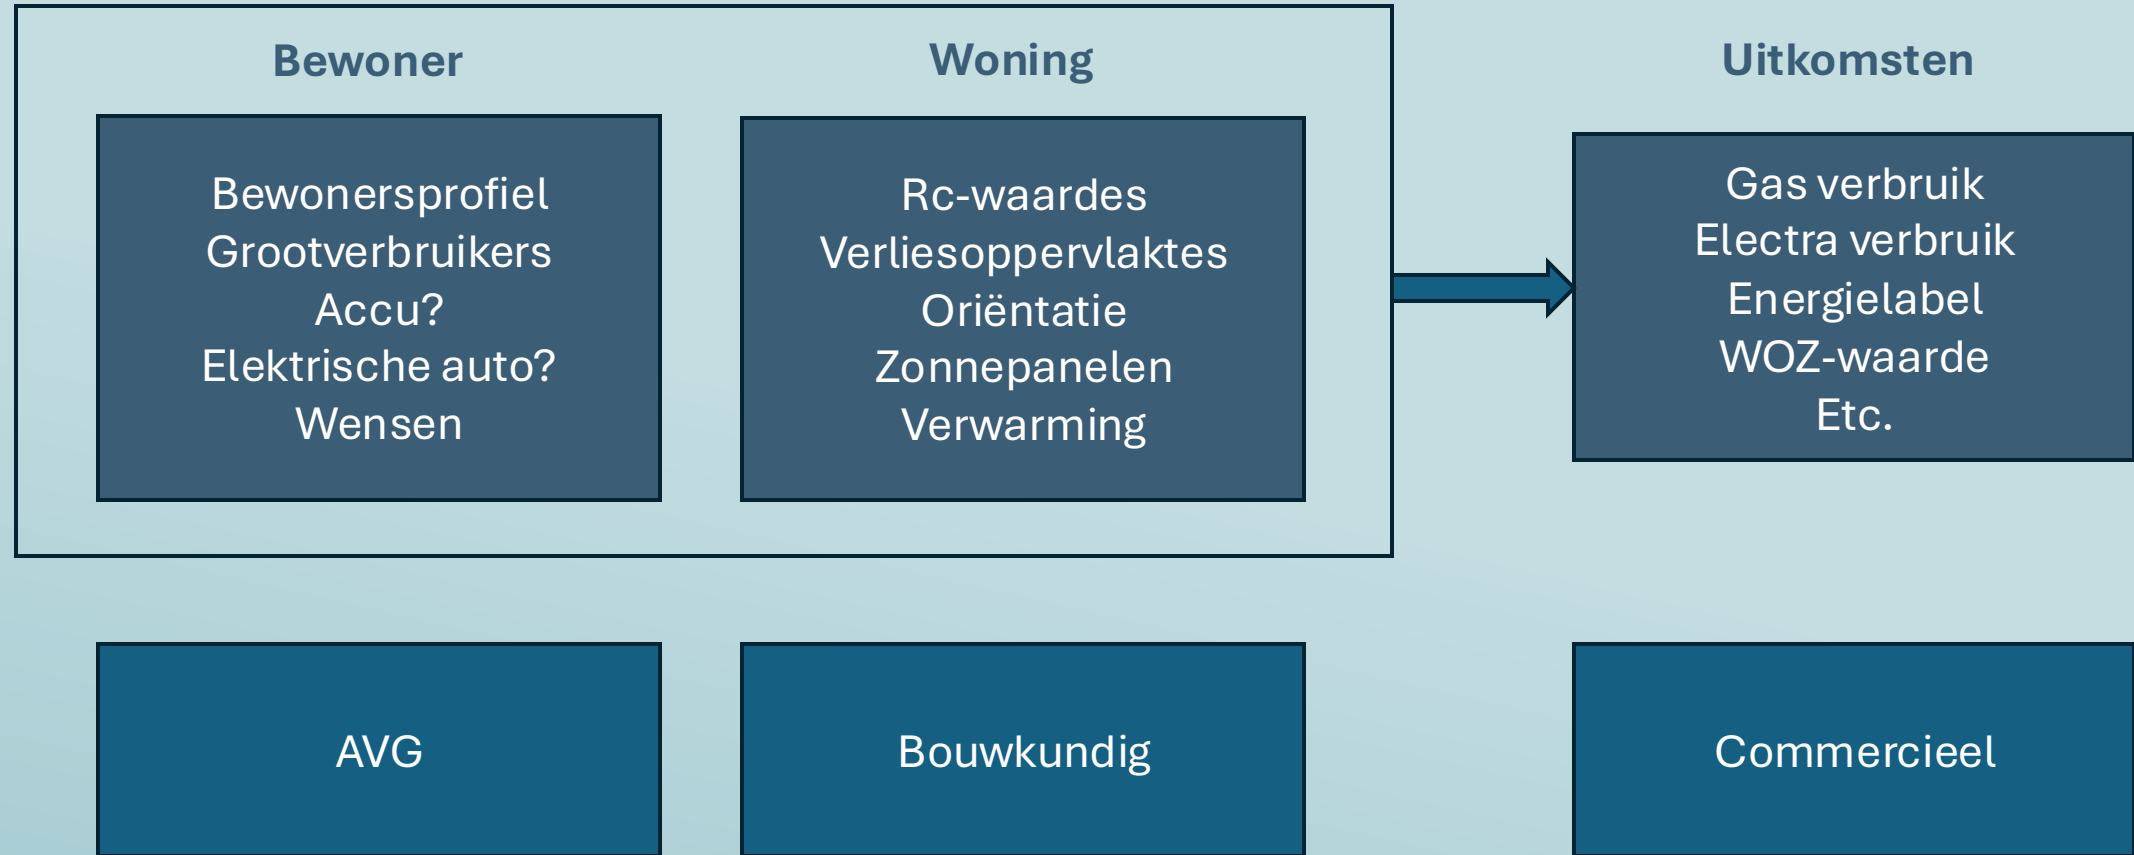 Bewoner
Bewonersprofiel
Grootverbruikers
Accu?
Elektrische auto?
Wensen
Woning
Rc-waardes
Verliesoppervlaktes
Oriëntatie
Zonnepanelen
Verwarming
Uitkomsten
Gas verbruik
Electra verbruik
Energielabel
WOZ-waarde
Etc.
AVG
Bouwkundig
Commercieel